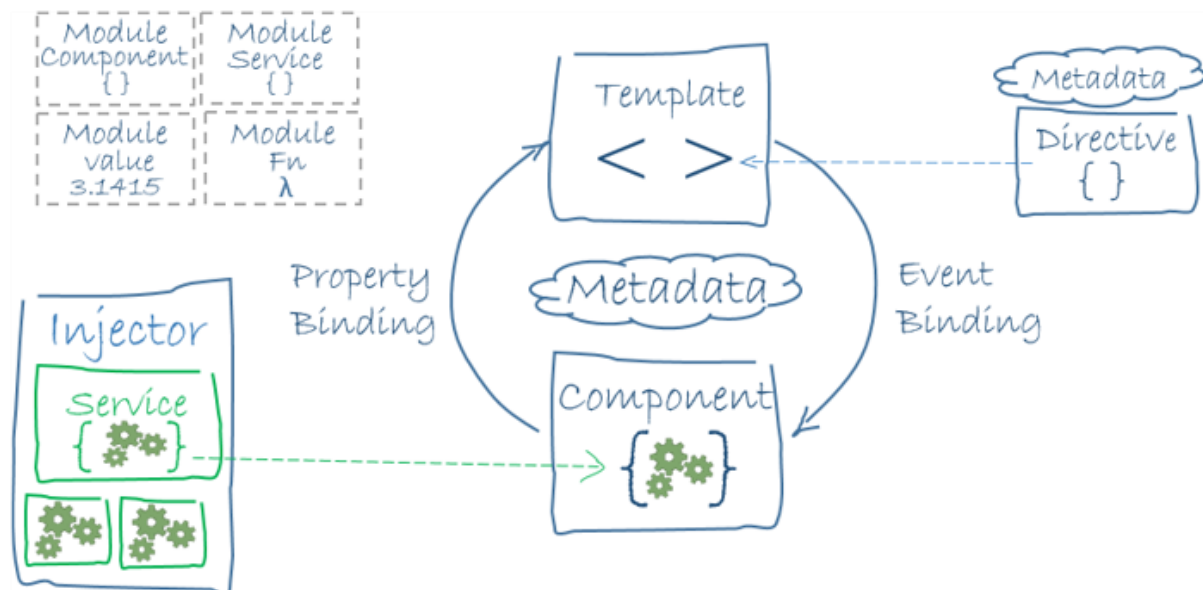 Module
Component
{ }
Module
Service
{ }
Module
value
3.1415
Module
Fn
λ
Template
< >
Metadata
Directive
{ }
Property
Binding
Metadata
Event
Binding
Injector
Service
{ }
Component
{ }